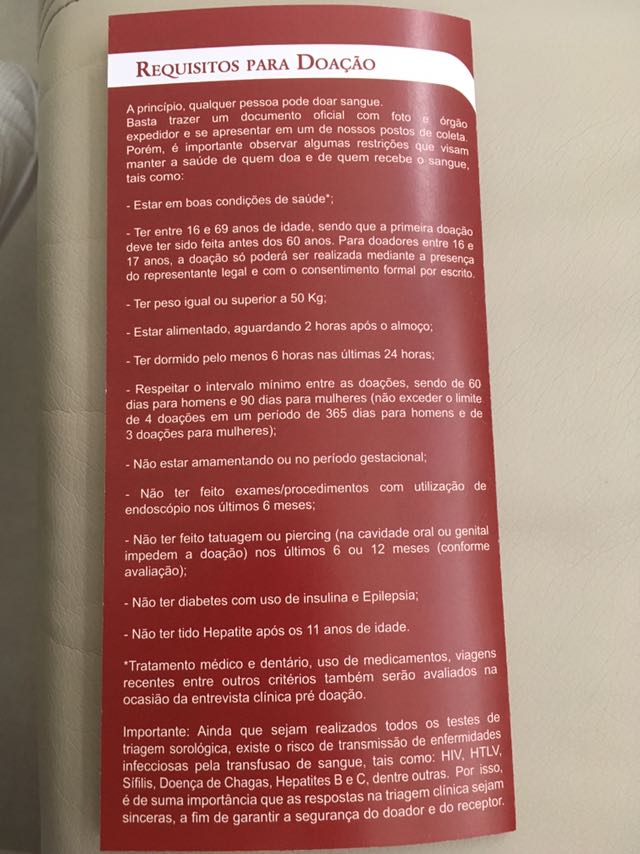 REQUISITOS PARA DOAÇÃO
A princípio, qualquer pessoa pode doar sangue.
Basta trazer um documento oficial com foto e órgão
expedidor e se apresentar em um de nossos postos de coleta.
Porém, é importante observar algumas restrições que visam
manter a saúde de quem doa e de quem recebe o sangue,
tais como:
- Estar em boas condições de saúde*;
- Ter entre 16 e 69 anos de idade, sendo que a primeira doação
deve ter sido feita antes dos 60 anos. Para doadores entre 16 e
17 anos, a doação só poderá ser realizada mediante a presença
do representante legal e com o consentimento formal por escrito.
- Ter peso igual ou superior a 50 Kg;
- Estar alimentado, aguardando 2 horas após o almoço;
- Ter dormido pelo menos 6 horas nas últimas 24 horas;
- Respeitar o intervalo mínimo entre as doações, sendo de 60
dias para homens e 90 dias para mulheres (não exceder o limite
de 4 doações em um período de 365 dias para homens e de
3 doações para mulheres);
- Não estar amamentando ou no período gestacional;
- Não ter feito exames/procedimentos com utilização de
endoscópio nos últimos 6 meses;
- Não ter feito tatuagem ou piercing (na cavidade oral ou genital
impedem a doação) nos últimos 6 ou 12 meses (conforme
avaliação);
- Não ter diabetes com uso de insulina e Epilepsia;
- Não ter tido Hepatite após os 11 anos de idade.
*Tratamento médico e dentário, uso de medicamentos, viagens
recentes entre outros critérios também serão avaliados na
ocasião da entrevista clínica pré doação.
Importante: Ainda que sejam realizados todos os testes de
triagem sorológica, existe o risco de transmissão de enfermidades
infecciosas pela transfusao de sangue, tais como: HIV, HTLV,
Sífilis, Doença de Chagas, Hepatites B e C, dentre outras. Por isso,
é de suma importância que as respostas na triagem clínica sejam
sinceras, a fim de garantir a segurança do doador e do receptor.